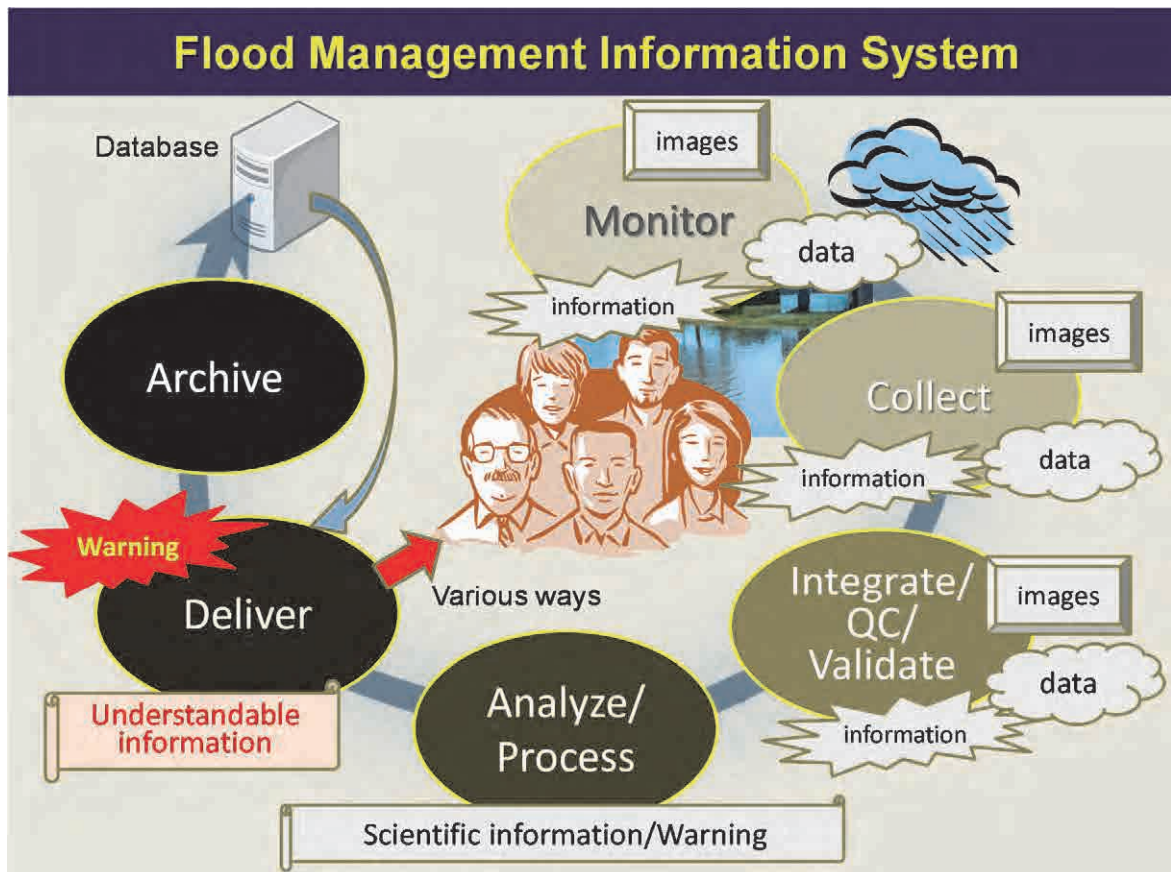 Flood Management Information System
Database
images
Monitor
data
information
images
Collect
data
information
Archive
Warning
Deliver
Various ways
Understandable
information
Integrate/
QC/
Validate
images
data
information
Analyze/
Process
Scientific information/Warning